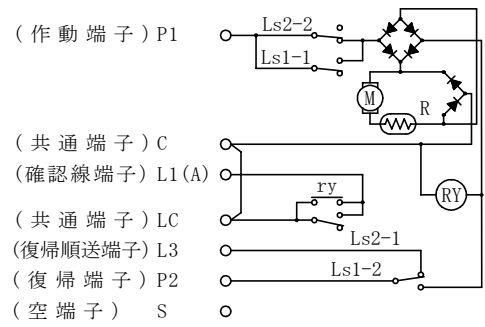 (作動端子)P1
Ls2-2
Ls1-1
M
R
(共通端子)C
(確認線端子)L1(A)
ry
RY
(共通端子)LC
Ls2-1
(復帰順送端子)L3
Ls1-2
(復帰端子)P2
(空端子) S